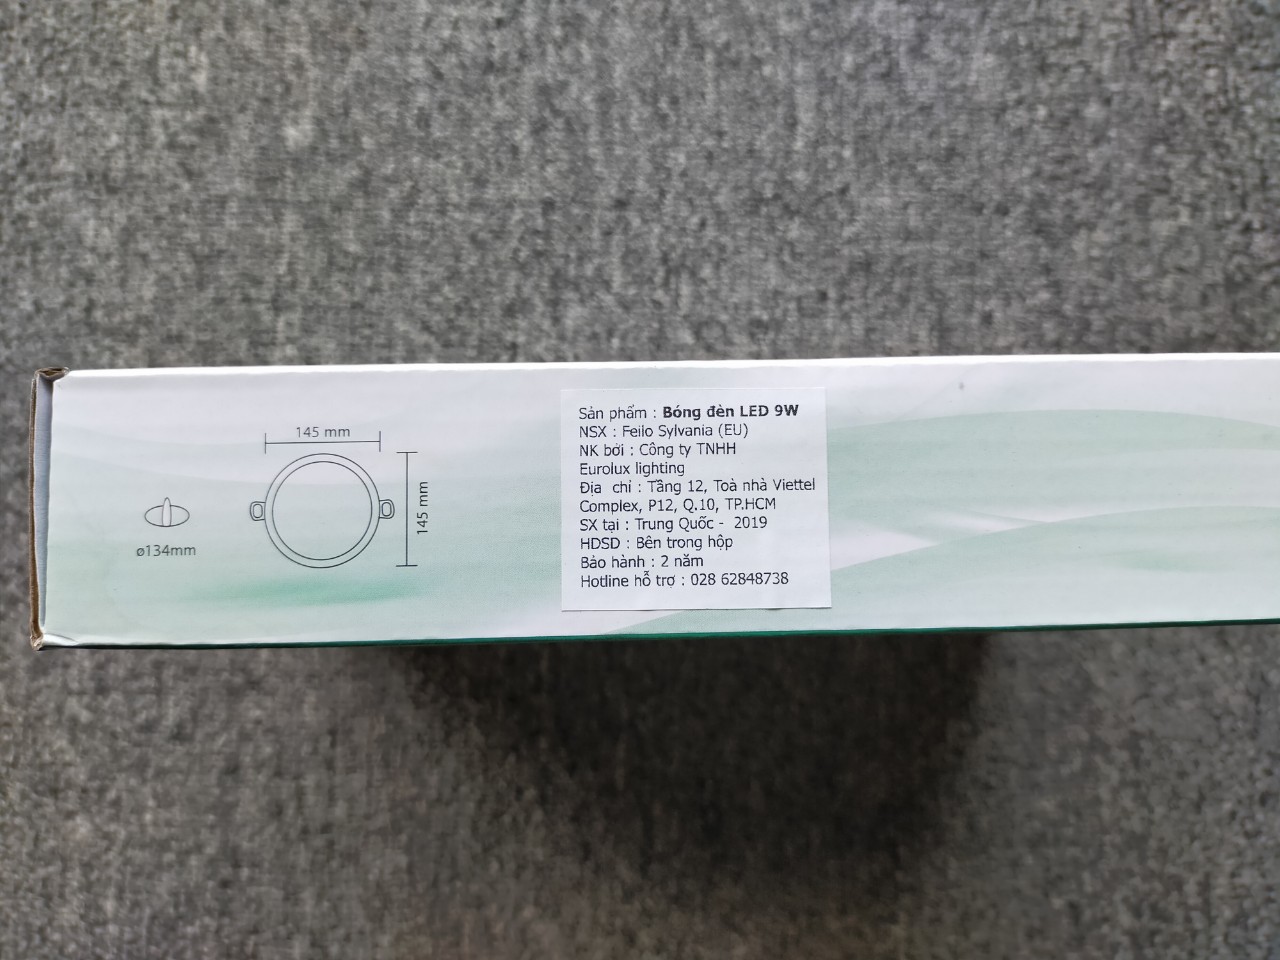 145 mm
145 mm
ø134mm
Sản phẩm : Bóng đèn LED 9W
NSX : Feilo Sylvania (EU)
NK bởi : Công ty TNHH
Eurolux lighting
Địa chỉ : Tầng 12, Toà nhà Viettel
Complex, P12, Q.10, TP.HCM
SX tại : Trung Quốc - 2019
HDSD : Bên trong hộp
Bảo hành : 2 năm
Hotline hỗ trợ : 028 62848738